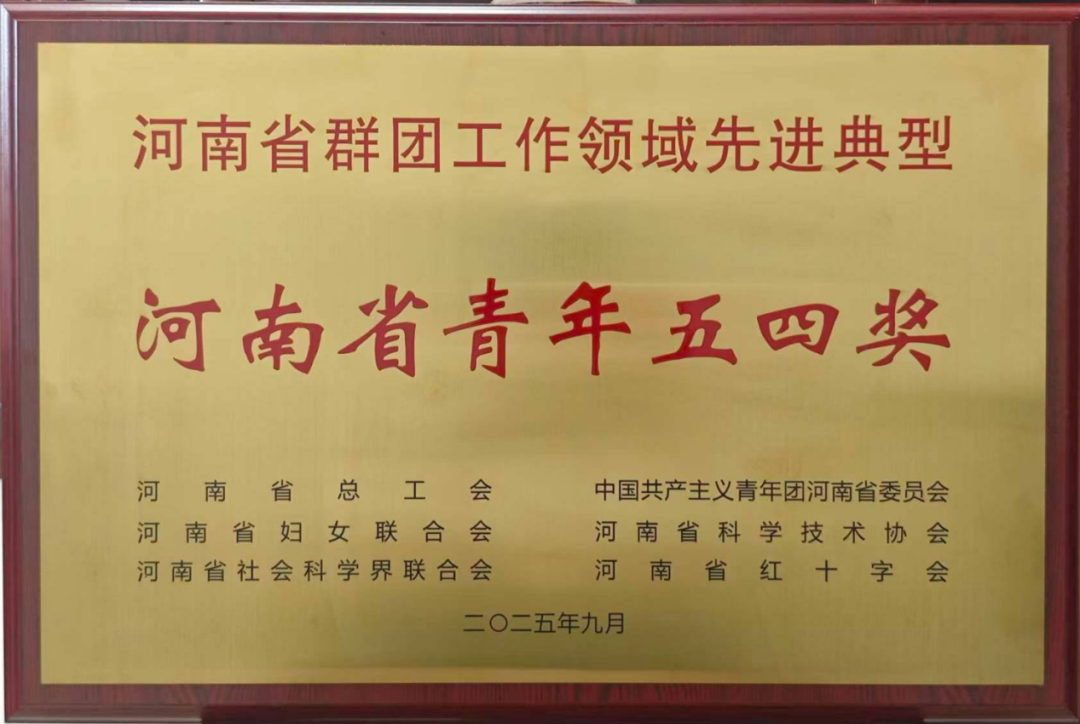 河南省群团工作领域先进典型
河南省青年五四奖
河南省总工会
中国共产主义青年团河南省委员会
河南省妇女联合会
河南省科学技术协会
河南省社会科学界联合会
河南省红十字会
二〇二五年九月